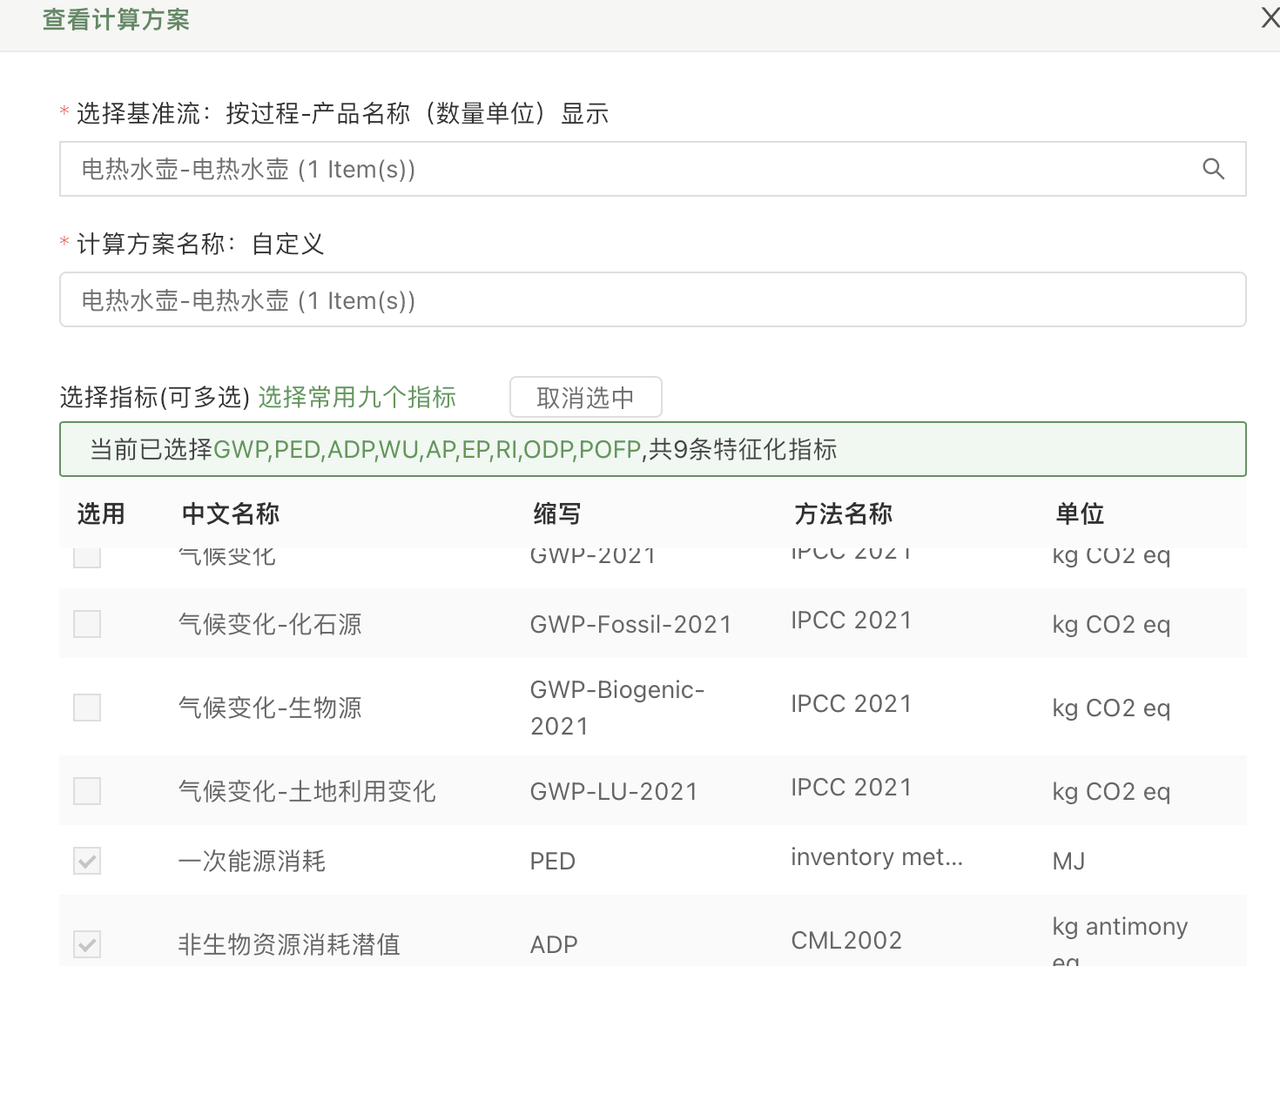 查看计算方案
* 选择基准流：按过程-产品名称（数量单位）显示
电热水壶-电热水壶 (1 Item(s))
* 计算方案名称：自定义
电热水壶-电热水壶 (1 Item(s))
选择指标(可多选) 选择常用九个指标 取消选中
当前已选择GWP,PED,ADP,WU,AP,EP,RI,ODP,POFP,共9条特征化指标
选用 中文名称 缩写 方法名称 单位
气候变化 GWP-2021 IPCC 2021 kg CO2 eq
气候变化-化石源 GWP-Fossil-2021 IPCC 2021 kg CO2 eq
气候变化-生物源 GWP-Biogenic-
2021 IPCC 2021 kg CO2 eq
气候变化-土地利用变化 GWP-LU-2021 IPCC 2021 kg CO2 eq
一次能源消耗 PED inventory met... MJ
非生物资源消耗潜值 ADP CML2002 kg antimony
eq